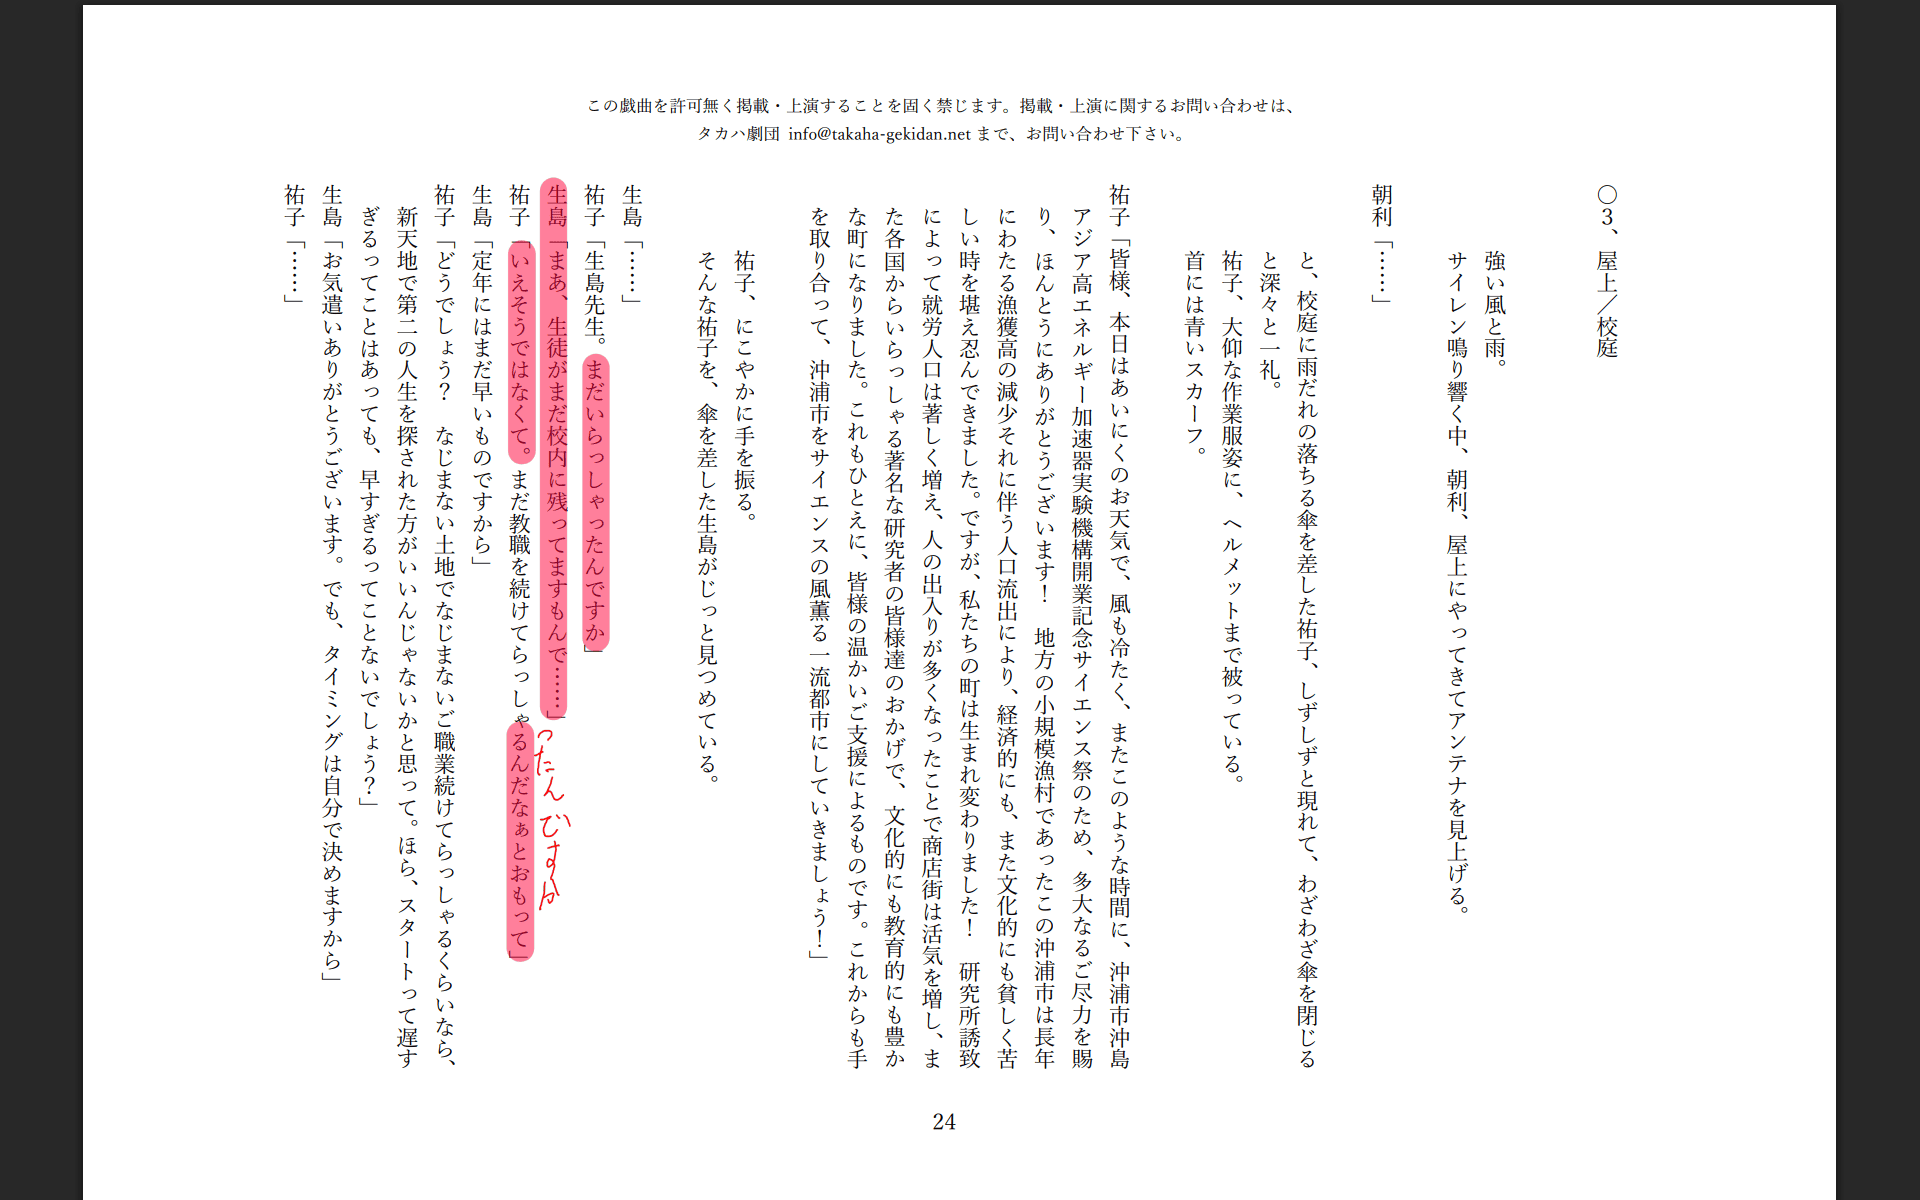 この戯曲を許可無く掲載・上演することを固く禁じます。掲載・上演に関するお問い合わせは、
タカハ劇団 info@takaha-gekidan.net まで、お問い合わせ下さい。
〇３、屋上／校庭
強い風と雨。
サイレン鳴り響く中、朝利、屋上にやってきてアンテナを見上げる。
朝利「……」
と、校庭に雨だれの落ちる傘を差した祐子、しずしずと現れて、わざわざ傘を閉じる
と深々と一礼。
祐子、大仰な作業服姿に、ヘルメットまで被っている。
首には青いスカーフ。
祐子「皆様、本日はあいにくのお天気で、風も冷たく、またこのような時間に、沖浦市沖島
アジア高エネルギー加速器実験機構開業記念サイエンス祭のため、多大なるご尽力を賜
り、ほんとうにありがとうございます！　地方の小規模漁村であったこの沖浦市は長年
にわたる漁獲高の減少それに伴う人口流出により、経済的にも、また文化的にも貧しく苦
しい時を堪え忍んできました。ですが、私たちの町は生まれ変わりました！　研究所誘致
によって就労人口は著しく増え、人の出入りが多くなったことで商店街は活気を増し、ま
た各国からいらっしゃる著名な研究者の皆様達のおかげで、文化的にも教育的にも豊か
な町になりました。これもひとえに、皆様の温かいご支援によるものです。これからも手
を取り合って、沖浦市をサイエンスの風薫る一流都市にしていきましょう！」
祐子、にこやかに手を振る。
そんな祐子を、傘を差した生島がじっと見つめている。
生島「……」
祐子「生島先生。まだいらっしゃったんですか」
生島「まあ、生徒がまだ校内に残ってますもんで……」
ったんですか
祐子「いえそうではなくて。まだ教職を続けてらっしゃるんだなぁとおもって」
生島「定年にはまだ早いものですから」
祐子「どうでしょう？　なじまない土地でなじまないご職業続けてらっしゃるくらいなら、
新天地で第二の人生を探された方がいいんじゃないかと思って。ほら、スタートって遅す
ぎるってことはあっても、早すぎるってことないでしょう？」
生島「お気遣いありがとうございます。でも、タイミングは自分で決めますから」
祐子「……」
24